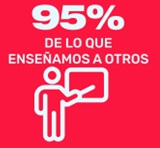 95%
DE LO QUE
ENSEÑAMOS A OTROS